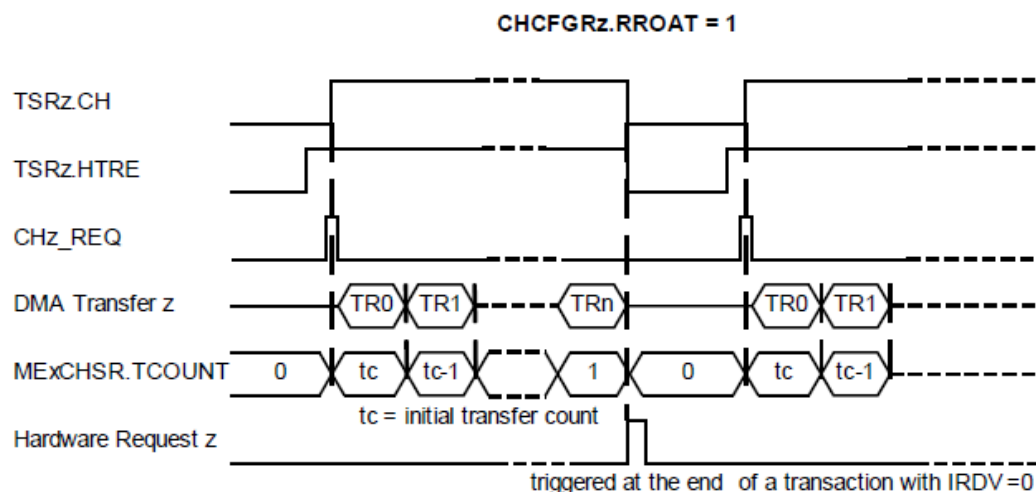 CHCFGRz.RROAT = 1
TSRz.CH
TSRz.HTRE
CHz_REQ
DMA Transfer z TR0 TR1 TRn TR0 TR1
MExCHSR.TCOUNT 0 tc tc-1 1 0 tc tc-1
tc = initial transfer count
Hardware Request z
triggered at the end of a transaction with IRDV=0